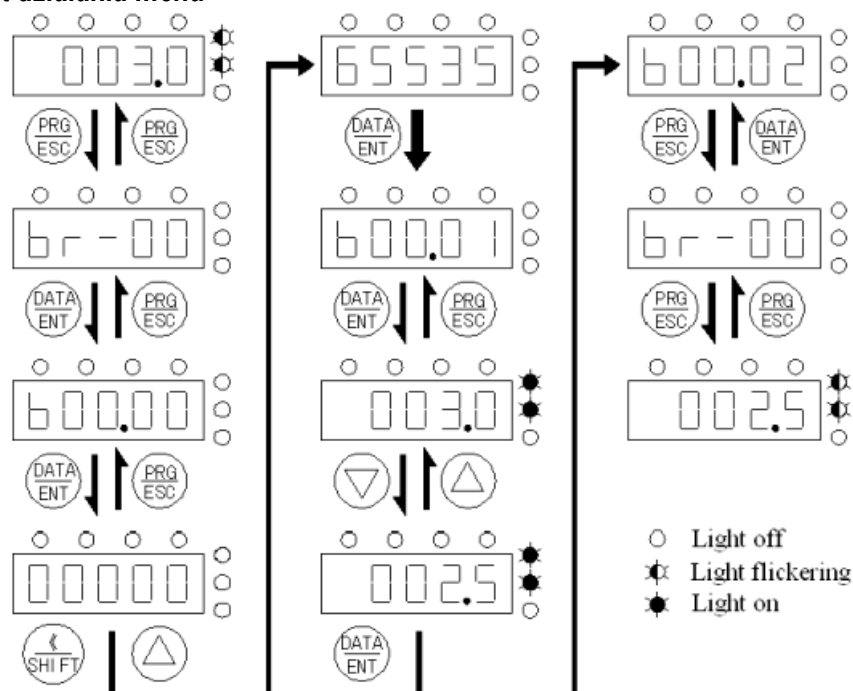 działania menu
003.0
PRG
ESC
PRG
ESC
br-00
DATA
ENT
PRG
ESC
b00.00
DATA
ENT
PRG
ESC
00000
SHIFT
65535
DATA
ENT
b00.01
DATA
ENT
PRG
ESC
003.0
002.5
DATA
ENT
b00.02
PRG
ESC
DATA
ENT
br-00
PRG
ESC
PRG
ESC
002.5
Light off
Light flickering
Light on